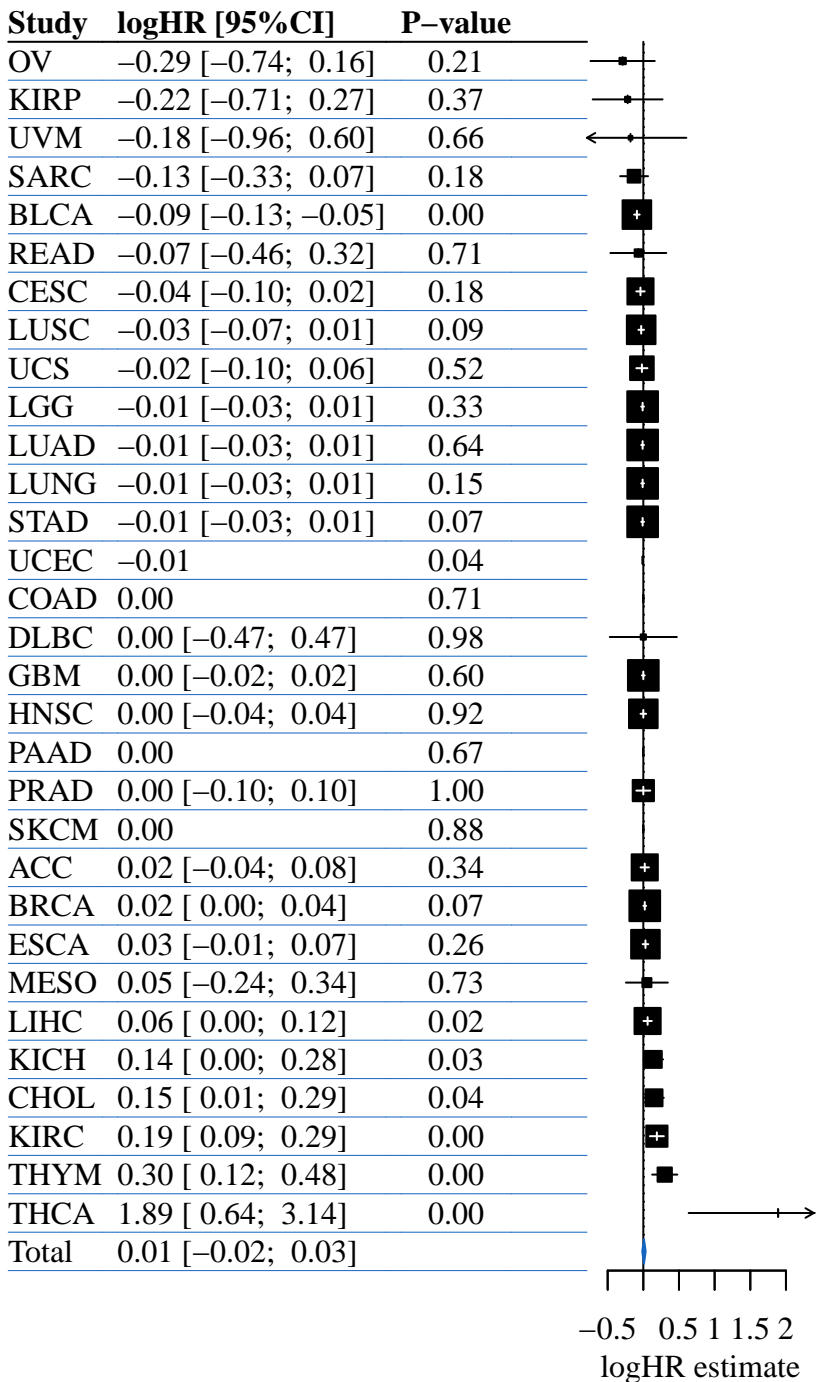 Study logHR [95%CI] P−value
OV −0.29 [−0.74; 0.16] 0.21
KIRP −0.22 [−0.71; 0.27] 0.37
UVM −0.18 [−0.96; 0.60] 0.66
SARC −0.13 [−0.33; 0.07] 0.18
BLCA −0.09 [−0.13; −0.05] 0.00
READ −0.07 [−0.46; 0.32] 0.71
CESC −0.04 [−0.10; 0.02] 0.18
LUSC −0.03 [−0.07; 0.01] 0.09
UCS −0.02 [−0.10; 0.06] 0.52
LGG −0.01 [−0.03; 0.01] 0.33
LUAD −0.01 [−0.03; 0.01] 0.64
LUNG −0.01 [−0.03; 0.01] 0.15
STAD −0.01 [−0.03; 0.01] 0.07
UCEC −0.01 0.04
COAD 0.00 0.71
DLBC 0.00 [−0.47; 0.47] 0.98
GBM 0.00 [−0.02; 0.02] 0.60
HNSC 0.00 [−0.04; 0.04] 0.92
PAAD 0.00 0.67
PRAD 0.00 [−0.10; 0.10] 1.00
SKCM 0.00 0.88
ACC 0.02 [−0.04; 0.08] 0.34
BRCA 0.02 [ 0.00; 0.04] 0.07
ESCA 0.03 [−0.01; 0.07] 0.26
MESO 0.05 [−0.24; 0.34] 0.73
LIHC 0.06 [ 0.00; 0.12] 0.02
KICH 0.14 [ 0.00; 0.28] 0.03
CHOL 0.15 [ 0.01; 0.29] 0.04
KIRC 0.19 [ 0.09; 0.29] 0.00
THYM 0.30 [ 0.12; 0.48] 0.00
THCA 1.89 [ 0.64; 3.14] 0.00
Total 0.01 [−0.02; 0.03]
−0.5 0.5 1 1.5 2
logHR estimate